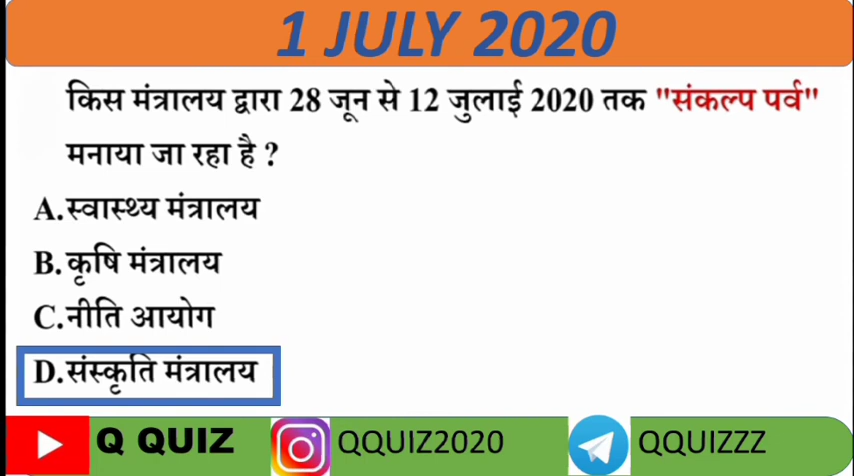 1 JULY 2020
किस मंत्रालय द्वारा 28 जून से 12 जुलाई 2020 तक "संकल्प पर्व"
मनाया जा रहा है ?
A.स्वास्थ्य मंत्रालय
B.कृषि मंत्रालय
C.नीति आयोग
D.संस्कृति मंत्रालय
Q QUIZ QQUIZ2020 QQUIZZZ